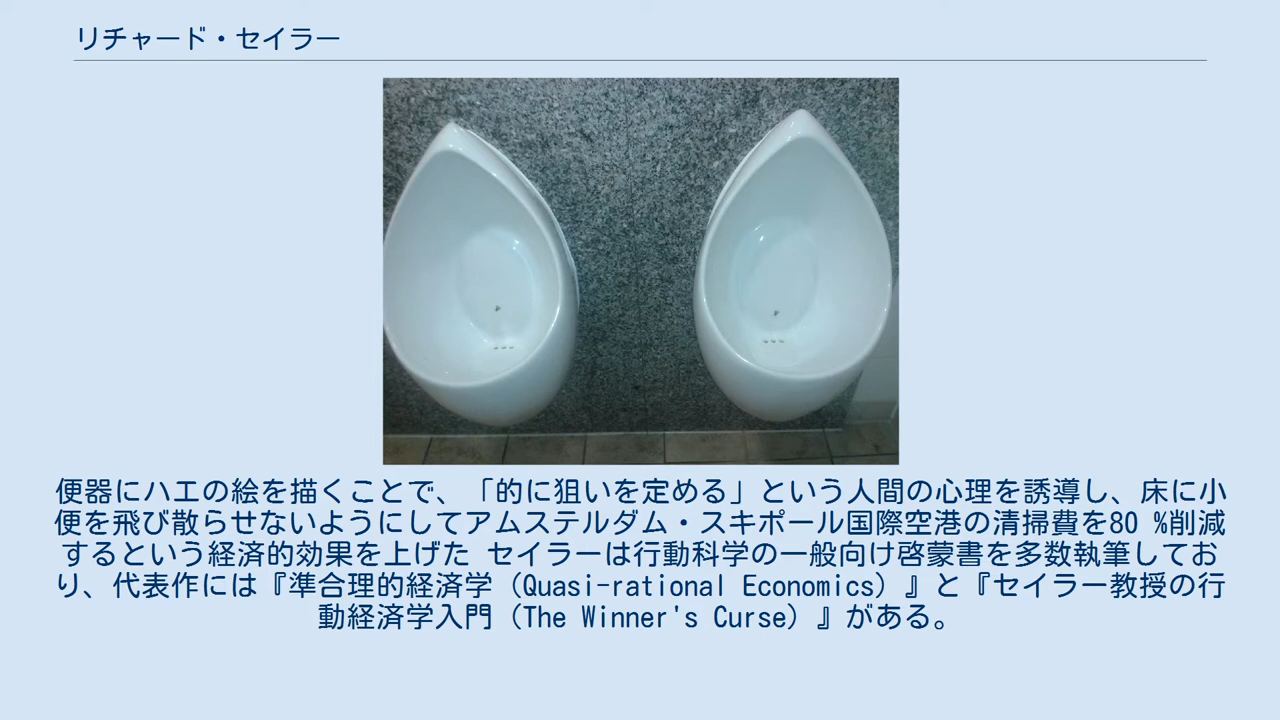 リチャード・セイラー
便器にハエの絵を描くことで、「的に狙いを定める」という人間の心理を誘導し、床に小
便を飛び散らせないようにしてアムステルダム・スキポール国際空港の清掃費を80 %削減
するという経済的効果を上げた セイラーは行動科学の一般向け啓蒙書を多数執筆してお
り、代表作には『準合理的経済学（Quasi-rational Economics）』と『セイラー教授の行
動経済学入門（The Winner's Curse）』がある。